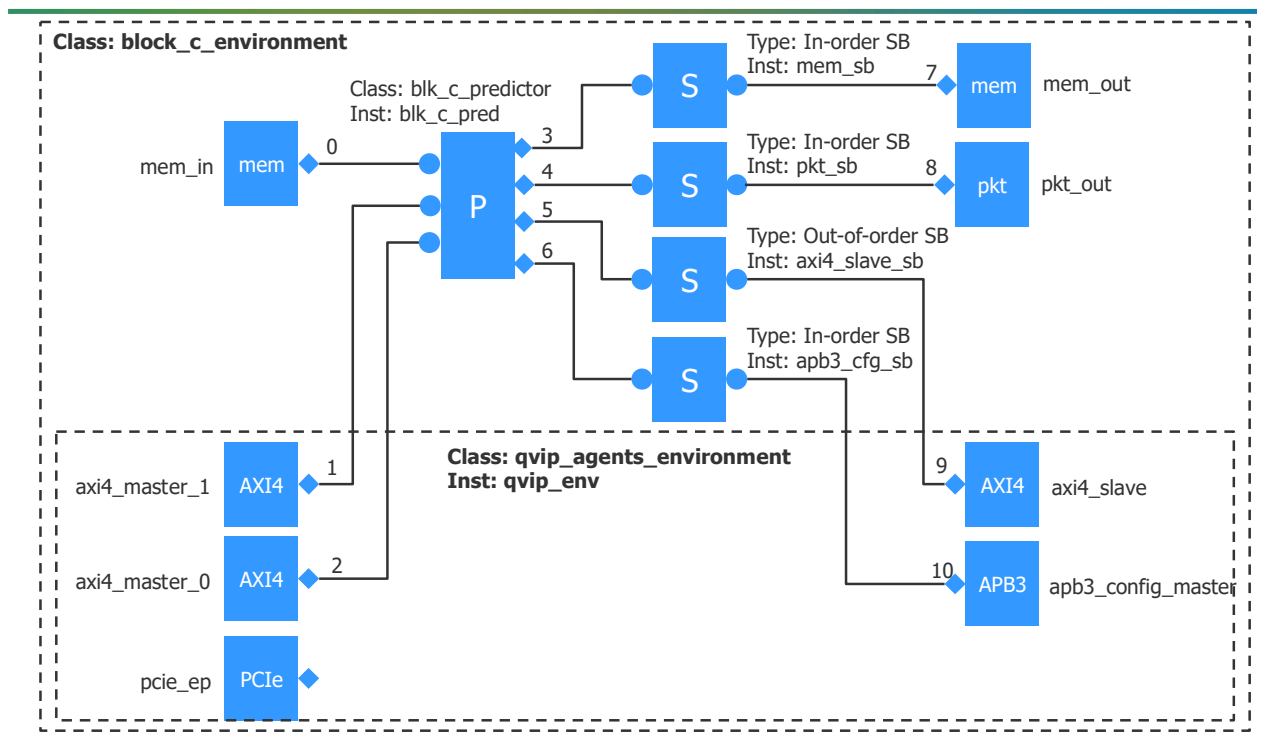 Class: block_c_environment
Type: In-order SB
Inst: mem_sb
7
mem
mem_out
Class: blk_c_predictor
Inst: blk_c_pred
S
3
0
mem_in
mem
Type: In-order SB
Inst: pkt_sb
8
pkt
pkt_out
4
S
P
5
6
Type: Out-of-order SB
Inst: axi4_slave_sb
S
Type: In-order SB
Inst: apb3_cfg_sb
S
Class: qvip_agents_environment
Inst: qvip_env
axi4_master_1
AXI4
1
9
AXI4
axi4_slave
axi4_master_0
AXI4
2
10
APB3
apb3_config_master
pcie_ep
PCIe